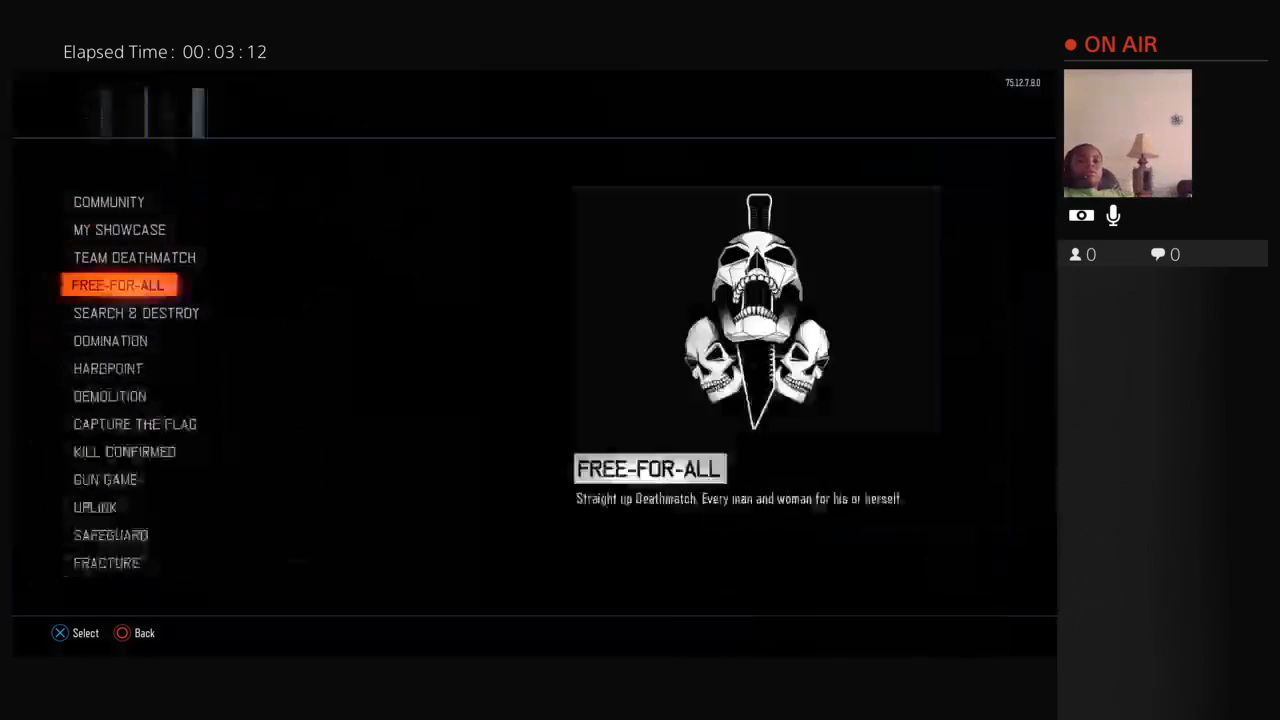 Elapsed Time: 00:03:12
ON AIR
75.12.7.8.0
COMMUNITY
MY SHOWCASE
TEAM DEATHMATCH
FREE-FOR-ALL
SEARCH & DESTROY
DOMINATION
HARDPOINT
DEMOLITION
CAPTURE THE FLAG
KILL CONFIRMED
GUN GAME
UPLINK
SAFEGUARD
FRACTURE
FREE-FOR-ALL
Straight up Deathmatch. Every man and woman for his or herself.
0
0
Select
Back